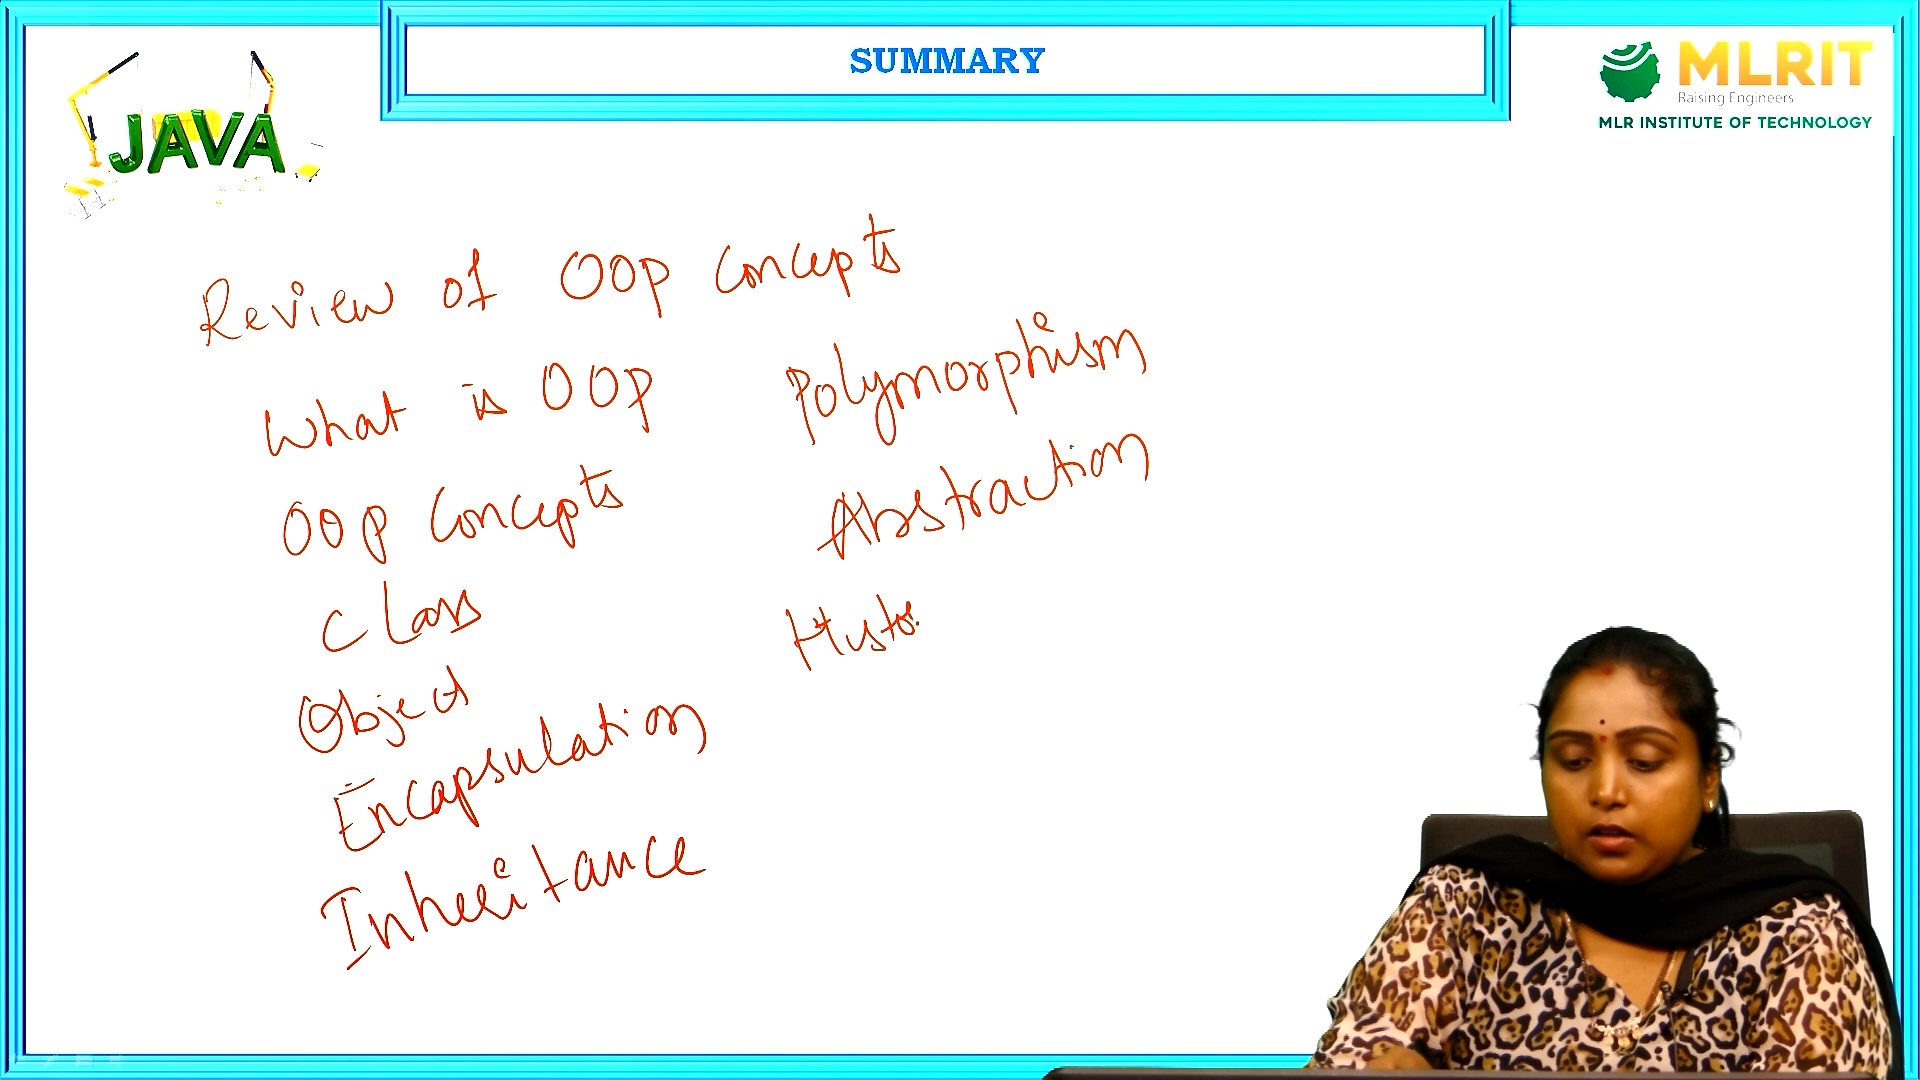 SUMMARY
JAVA
MLRIT
Raising Engineers
MLR INSTITUTE OF TECHNOLOGY
Review of OOP Concepts
What is OOP
OOP Concepts
Class
Object
Encapsulation
Inheritance
Polymorphism
Abstraction